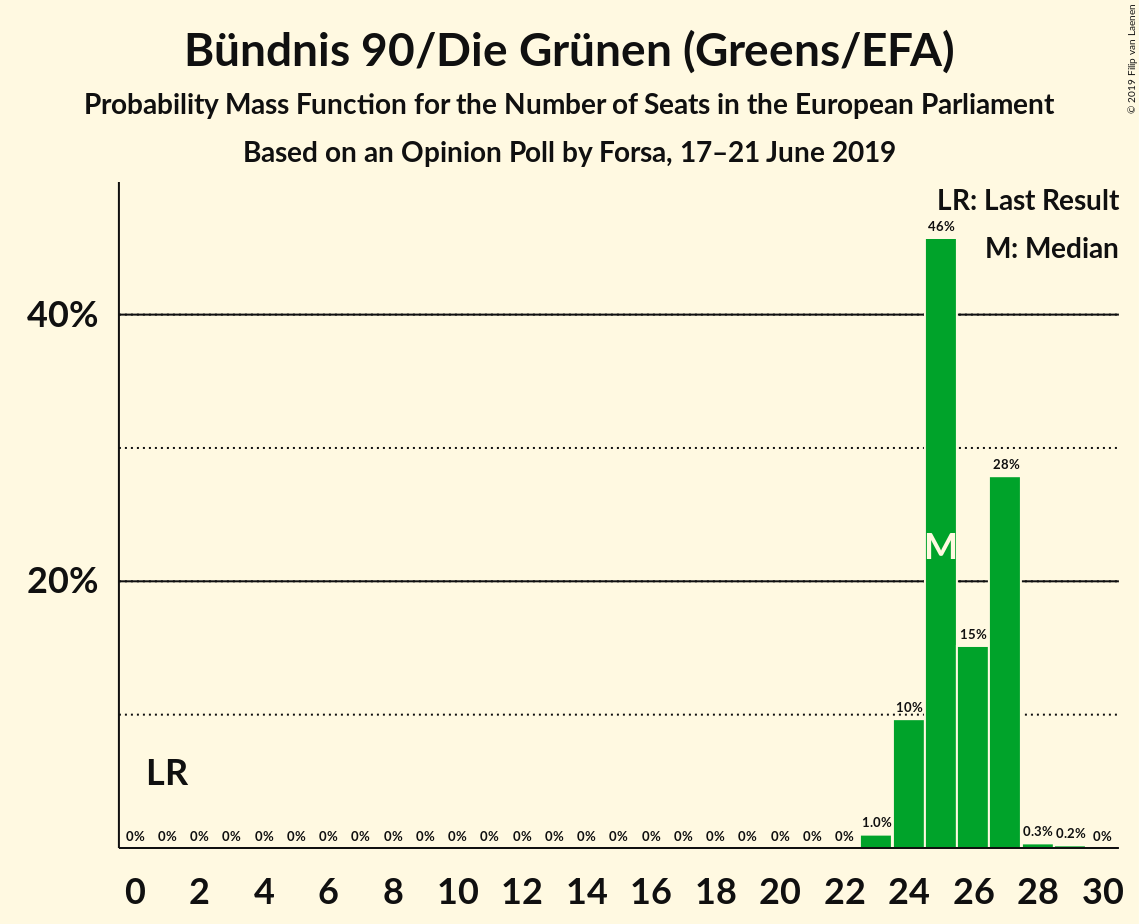 Bündnis 90/Die Grünen (Greens/EFA)
Probability Mass Function for the Number of Seats in the European Parliament
Based on an Opinion Poll by Forsa, 17–21 June 2019
© 2019 Filip van Laenen
LR: Last Result
M: Median
46%
40%
28%
M
20%
15%
10%
LR
0% 0% 0% 0% 0% 0% 0% 0% 0% 0% 0% 0% 0% 0% 0% 0% 0% 0% 0% 0% 0% 0% 0% 1.0% 0.3% 0.2% 0%
0 2 4 6 8 10 12 14 16 18 20 22 24 26 28 30